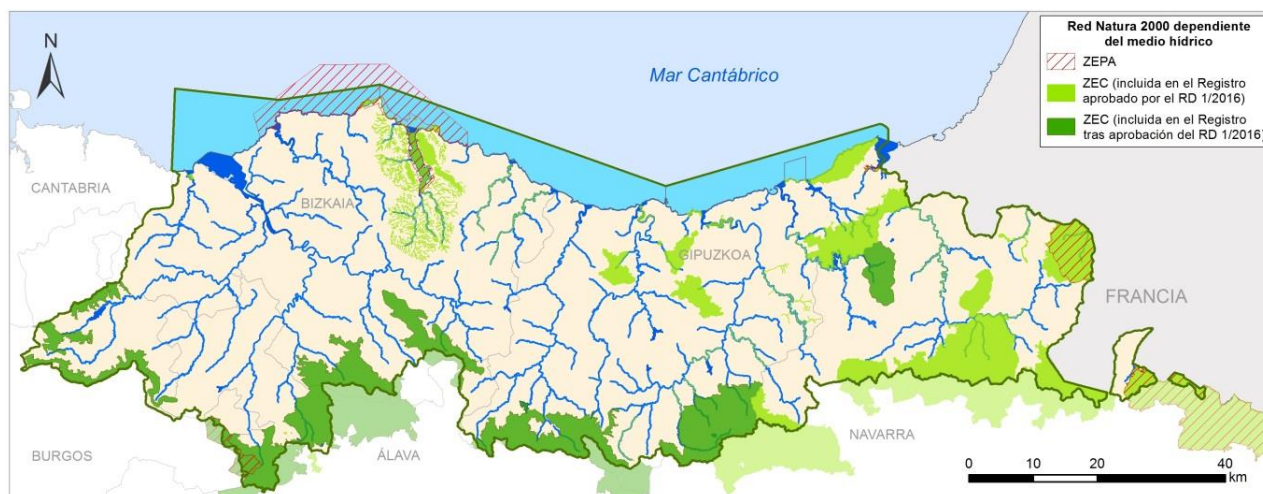 N
Mar Cantábrico
Red Natura 2000 dependiente
del medio hídrico
ZEPA
ZEC (incluida en el Registro
aprobado por el RD 1/2016)
ZEC (incluida en el Registro
tras aprobación del RD 1/2016)
CANTABRIA
BIZKAIA
GIPUZKOA
FRANCIA
BURGOS
ÁLAVA
NAVARRA
0 10 20 40
km